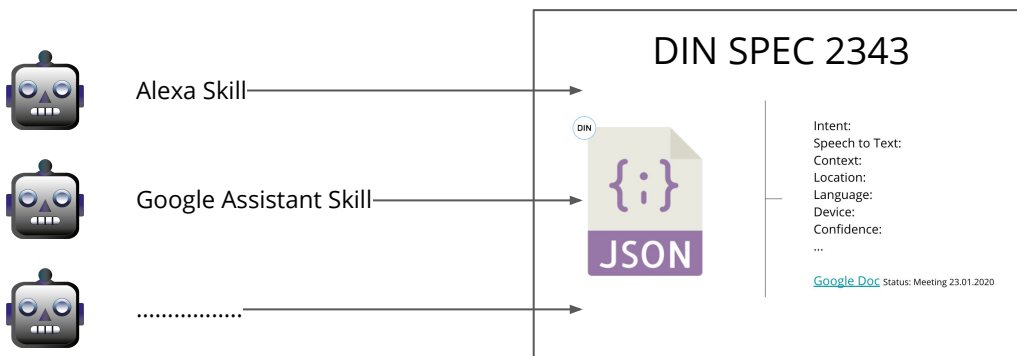 DIN SPEC 2343
Alexa Skill
Google Assistant Skill
.................
DIN
{;}
JSON
Intent:
Speech to Text:
Context:
Location:
Language:
Device:
Confidence:
...
Google Doc Status: Meeting 23.01.2020